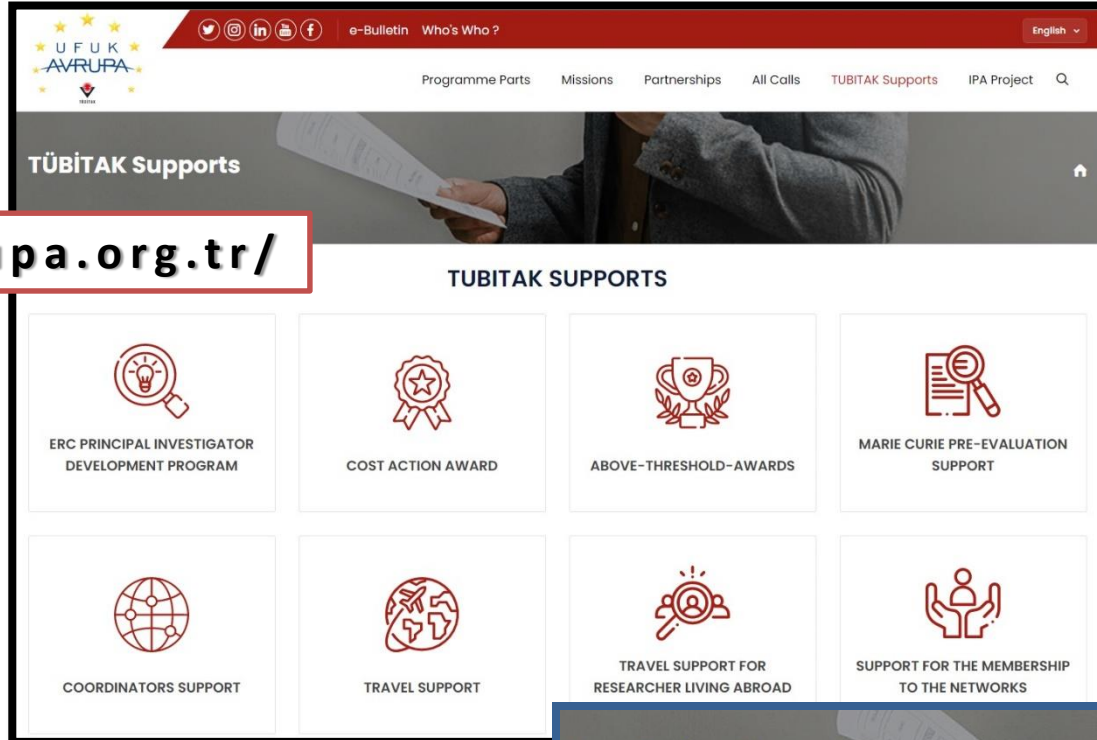 UFUK
AVRUPA
TÜBİTAK
e-Bulletin Who's Who ?
English
Programme Parts Missions Partnerships All Calls TUBITAK Supports IPA Project
TÜBİTAK Supports
pa.org.tr/
TUBITAK SUPPORTS
ERC PRINCIPAL INVESTIGATOR
DEVELOPMENT PROGRAM
COST ACTION AWARD
ABOVE-THRESHOLD-AWARDS
MARIE CURIE PRE-EVALUATION
SUPPORT
COORDINATORS SUPPORT
TRAVEL SUPPORT
TRAVEL SUPPORT FOR
RESEARCHER LIVING ABROAD
SUPPORT FOR THE MEMBERSHIP
TO THE NETWORKS